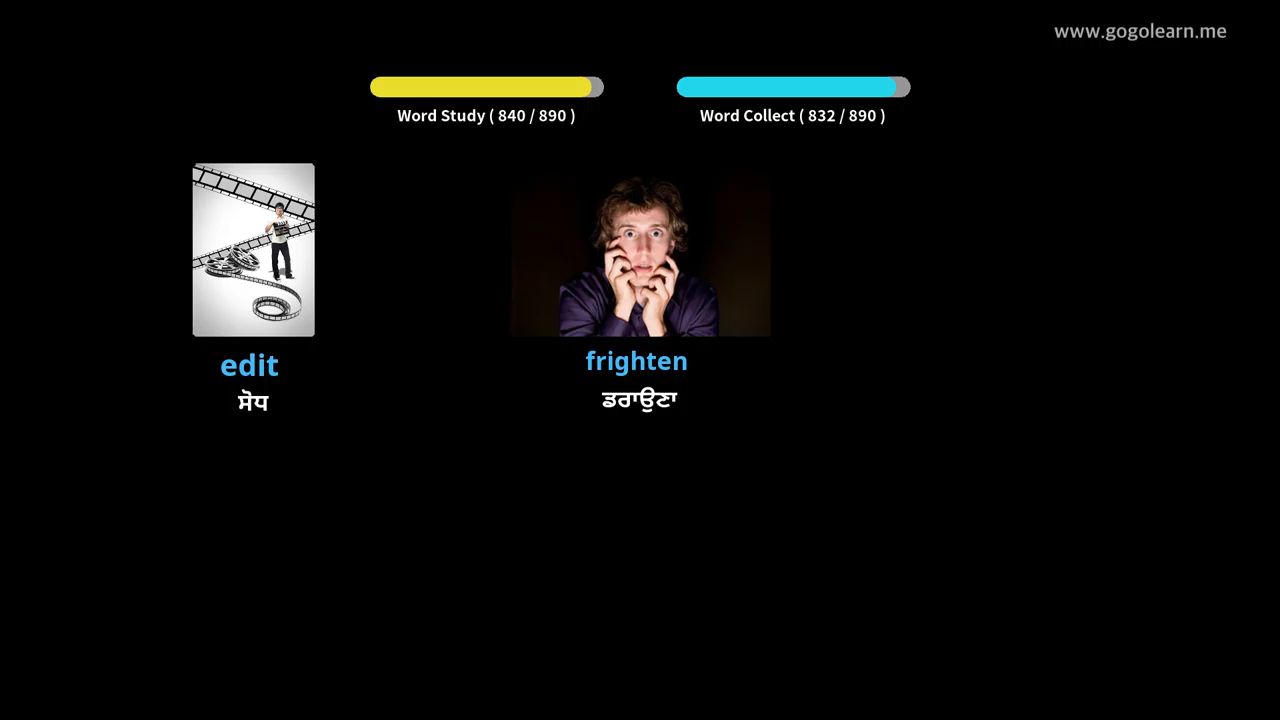 www.gogolearn.me
Word Study ( 840 / 890 )
Word Collect ( 832 / 890 )
edit
ਸੋਧ
frighten
ਡਰਾਉਣਾ